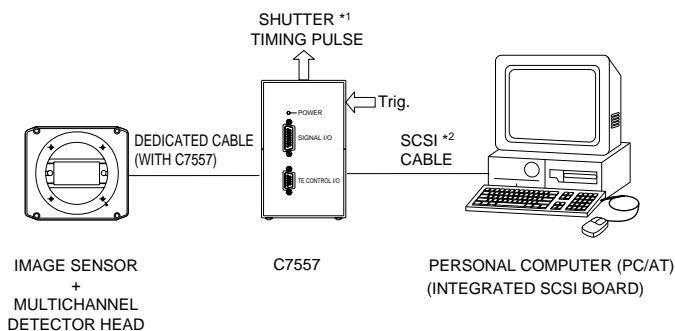 SHUTTER *1
TIMING PULSE
Trig.
POWER
SIGNAL I/O
TE CONTROL I/O
DEDICATED CABLE
(WITH C7557)
SCSI *2
CABLE
IMAGE SENSOR
+
MULTICHANNEL
DETECTOR HEAD
C7557
PERSONAL COMPUTER (PC/AT)
(INTEGRATED SCSI BOARD)